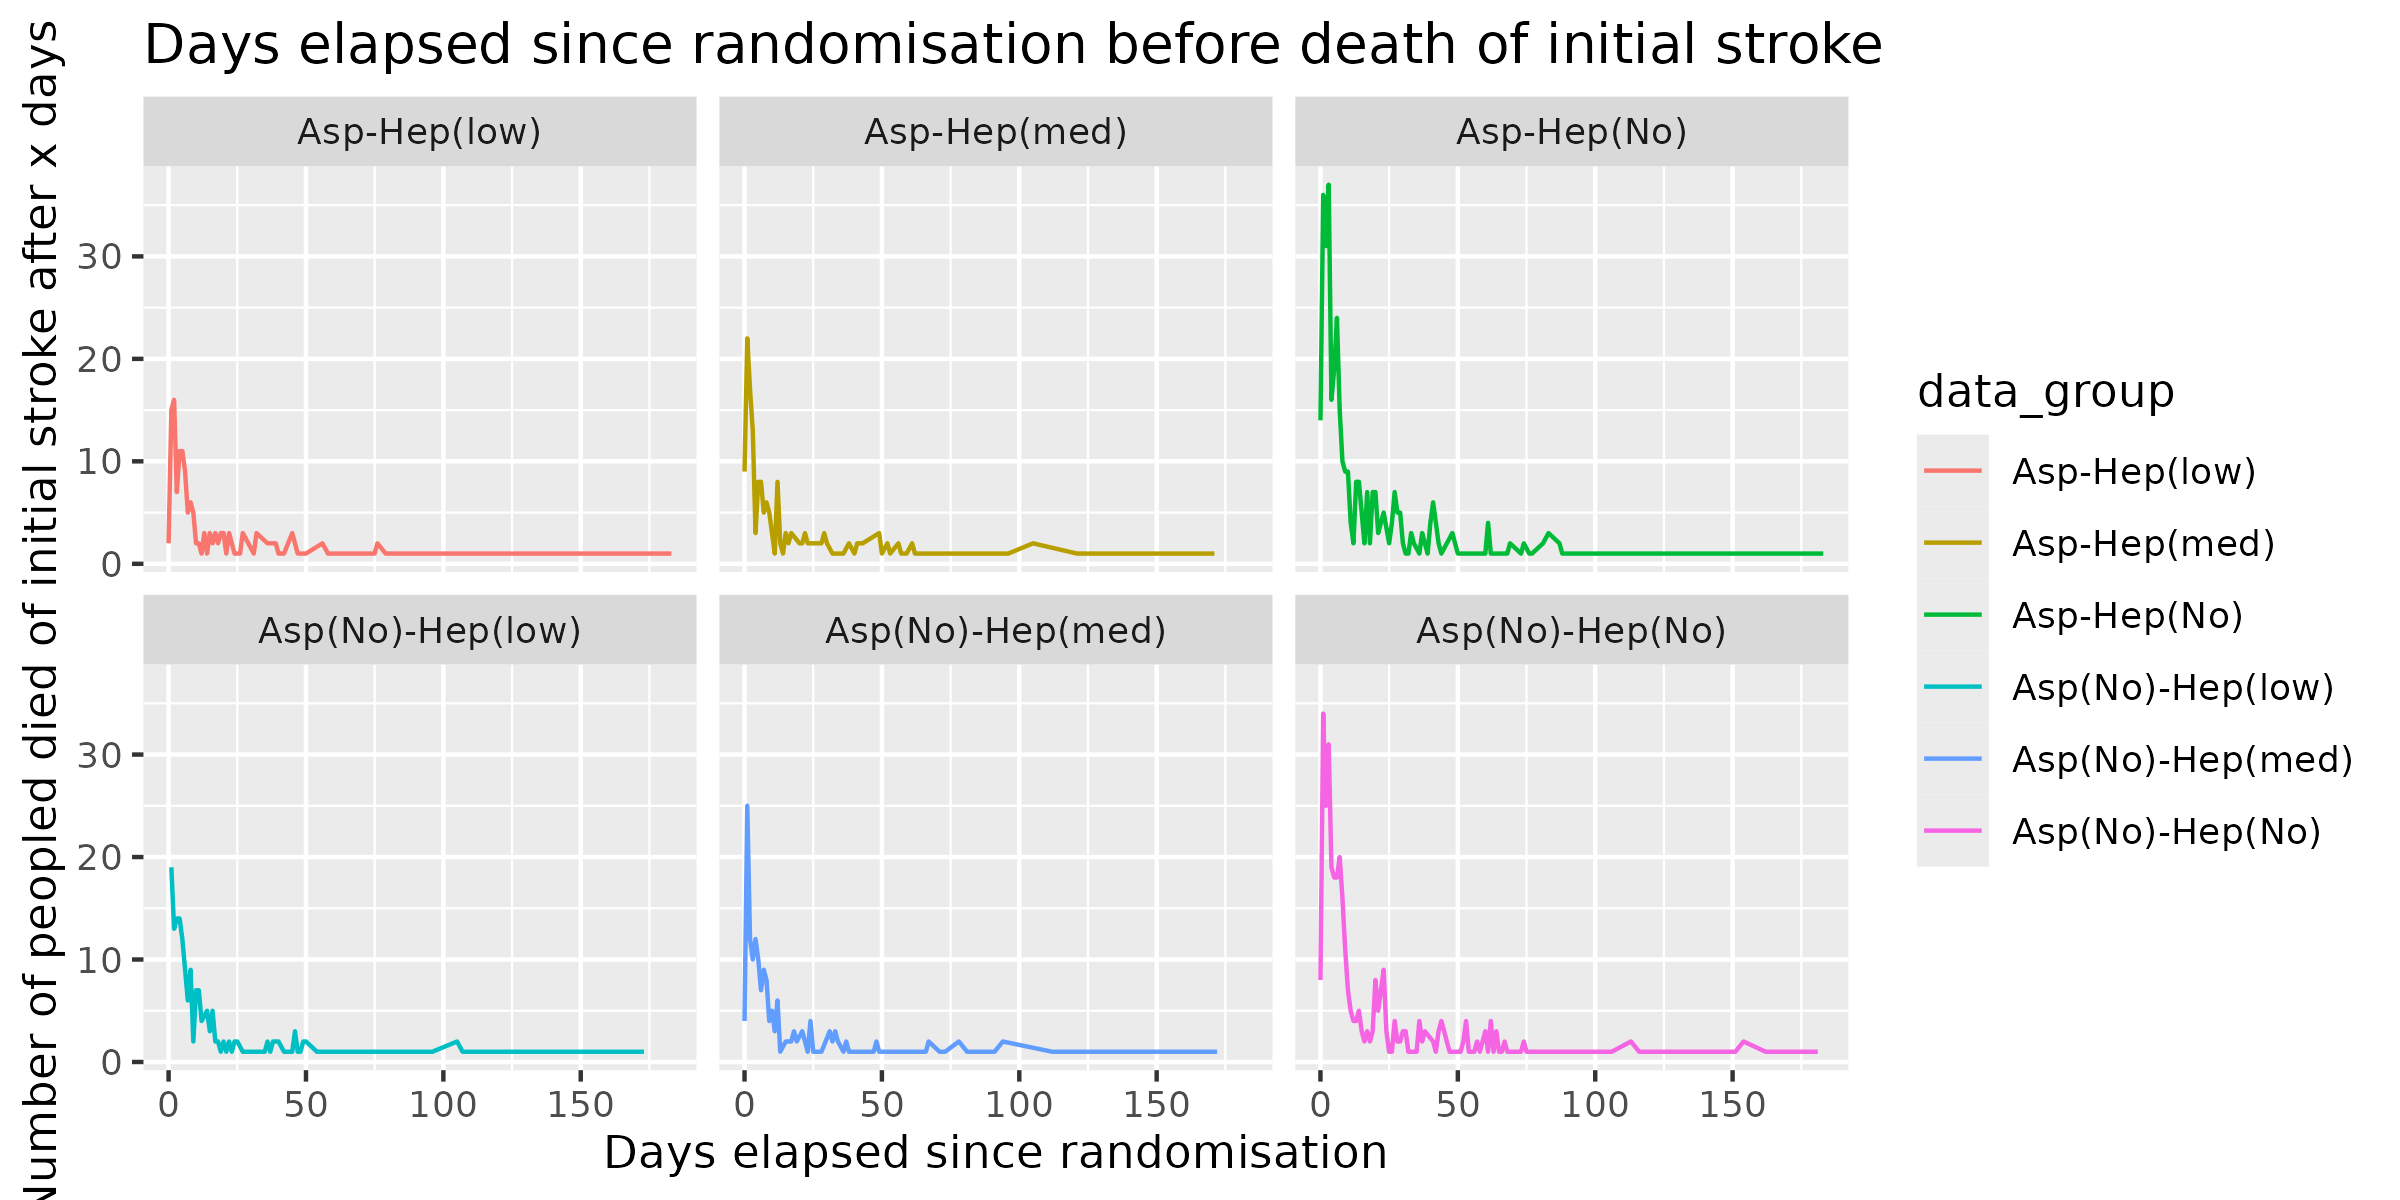 Days elapsed since randomisation before death of initial stroke
Number of peopled died of initial stroke after x days
Asp-Hep(low)
Asp-Hep(med)
Asp-Hep(No)
30
20
10
0
Asp(No)-Hep(low)
Asp(No)-Hep(med)
Asp(No)-Hep(No)
30
20
10
0
0 50 100 150
0 50 100 150
0 50 100 150
Days elapsed since randomisation
data_group
Asp-Hep(low)
Asp-Hep(med)
Asp-Hep(No)
Asp(No)-Hep(low)
Asp(No)-Hep(med)
Asp(No)-Hep(No)